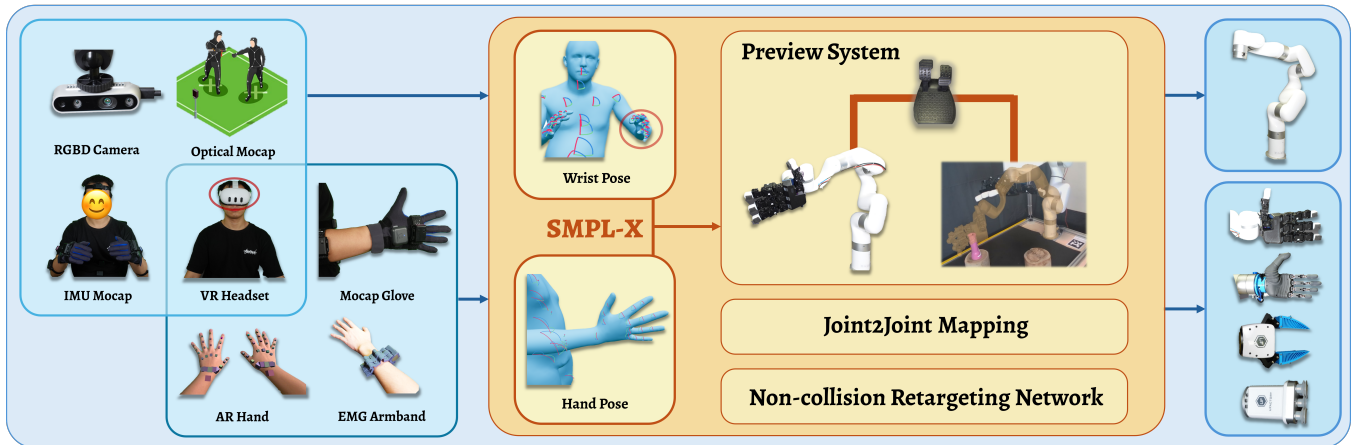 RGBD Camera
Optical Mocap
IMU Mocap
VR Headset
Mocap Glove
AR Hand
EMG Armband
Wrist Pose
SMPL-X
Hand Pose
Preview System
Joint2Joint Mapping
Non-collision Retargeting Network